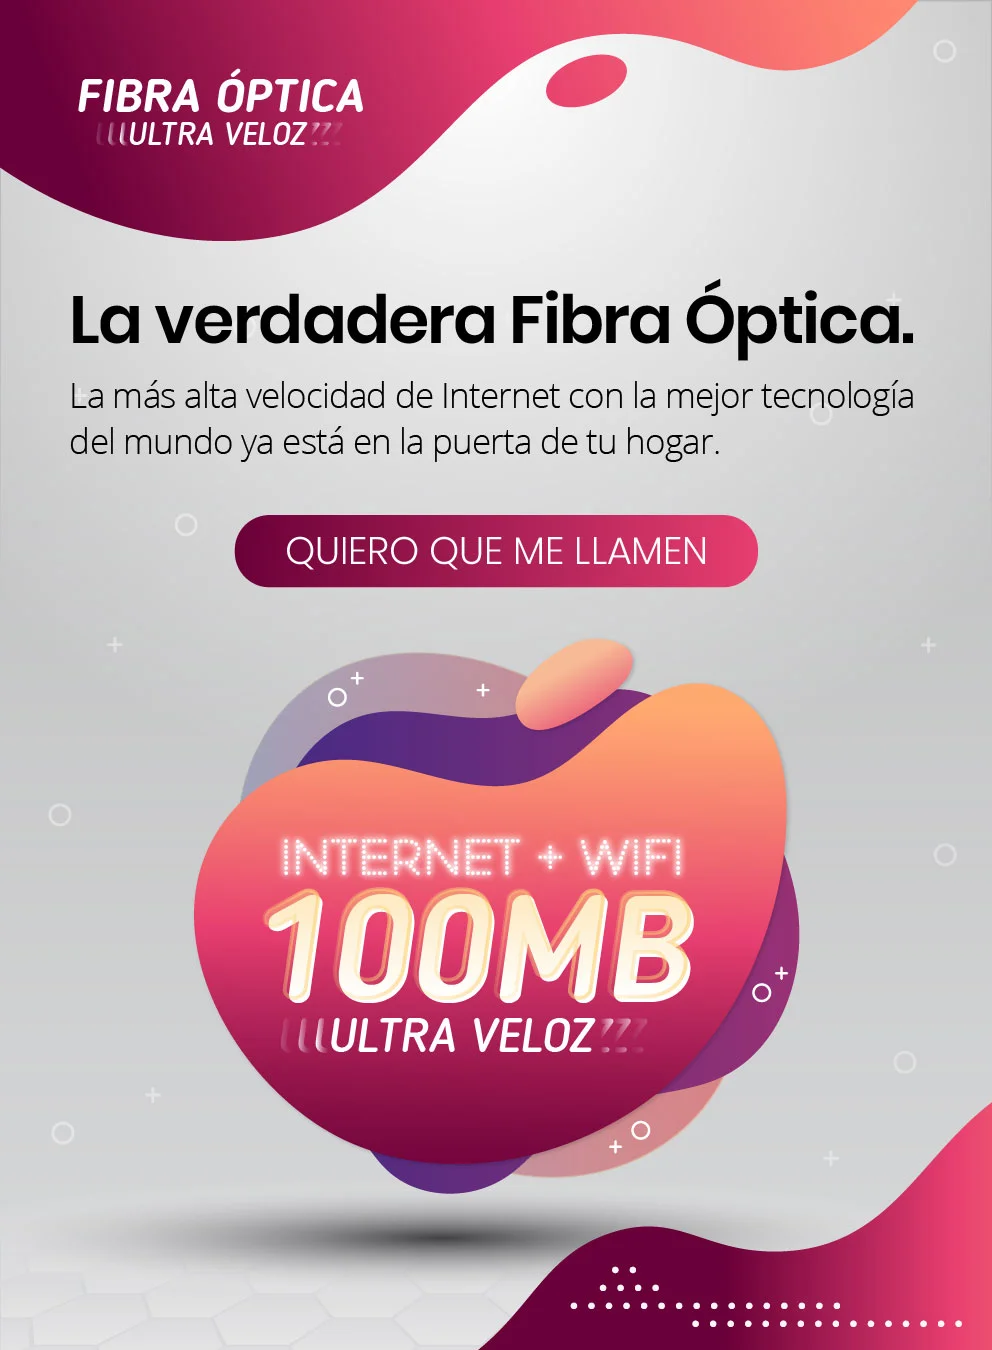 FIBRA ÓPTICA
ULTRA VELOZ
La verdadera Fibra Óptica.
La más alta velocidad de Internet con la mejor tecnología
del mundo ya está en la puerta de tu hogar.
QUIERO QUE ME LLAMEN
INTERNET + WIFI
100MB
ULTRA VELOZ